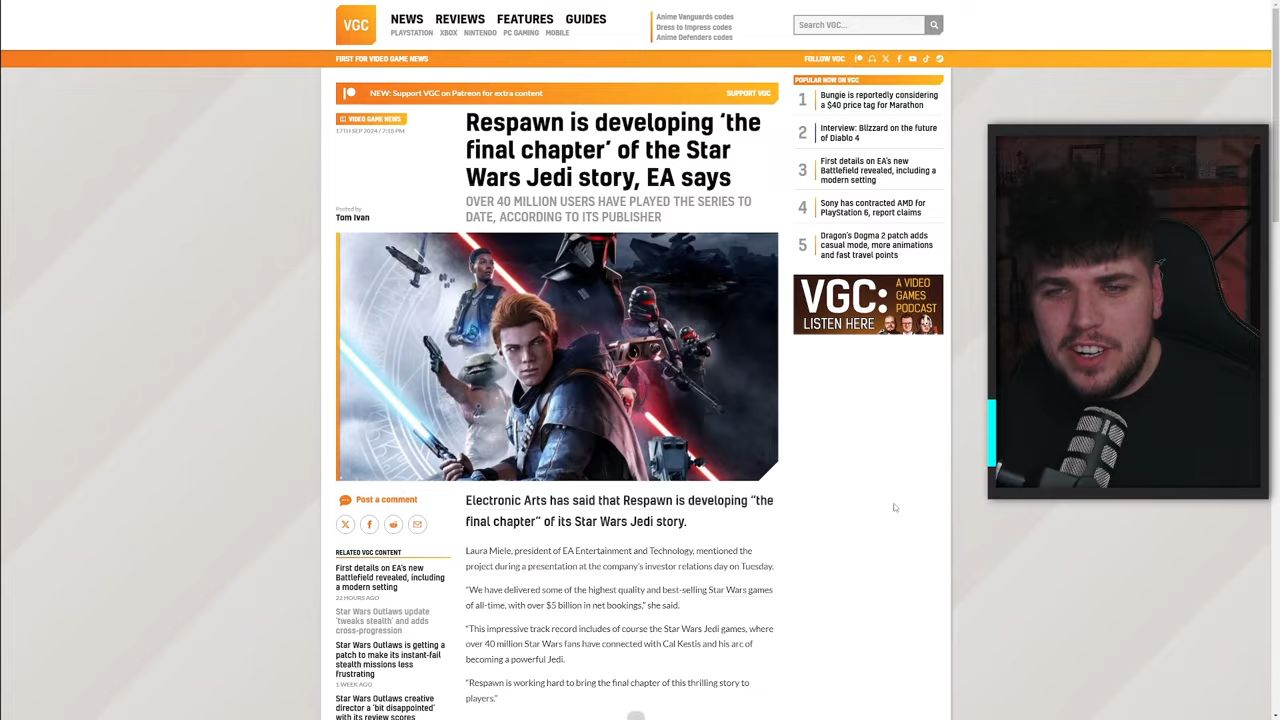 VGC
NEWS REVIEWS FEATURES GUIDES
PLAYSTATION XBOX NINTENDO PC GAMING MOBILE
Anime Vanguards codes
Dress to Impress codes
Anime Defenders codes
Search VGC...
FIRST FOR VIDEO GAME NEWS
FOLLOW VGC
NEW: Support VGC on Patreon for extra content
SUPPORT VGC
VIDEO GAME NEWS
17TH SEP 2024 / 7:15 PM
Posted by
Tom Ivan
Respawn is developing ‘the
final chapter’ of the Star
Wars Jedi story, EA says
OVER 40 MILLION USERS HAVE PLAYED THE SERIES TO
DATE, ACCORDING TO ITS PUBLISHER
Post a comment
RELATED VGC CONTENT
First details on EA's new
Battlefield revealed, including
a modern setting
22 HOURS AGO
Star Wars Outlaws update
‘tweaks stealth’ and adds
cross-progression
Star Wars Outlaws is getting a
patch to make its instant-fail
stealth missions less
frustrating
1 WEEK AGO
Star Wars Outlaws creative
director a ‘bit disappointed’
with its review scores
Electronic Arts has said that Respawn is developing “the
final chapter” of its Star Wars Jedi story.
Laura Miele, president of EA Entertainment and Technology, mentioned the
project during a presentation at the company’s investor relations day on Tuesday.
“We have delivered some of the highest quality and best-selling Star Wars games
of all-time, with over $5 billion in net bookings,” she said.
“This impressive track record includes of course the Star Wars Jedi games, where
over 40 million Star Wars fans have connected with Cal Kestis and his arc of
becoming a powerful Jedi.
“Respawn is working hard to bring the final chapter of this thrilling story to
players.”
POPULAR NOW ON VGC
1 Bungie is reportedly considering
a $40 price tag for Marathon
2 Interview: Blizzard on the future
of Diablo 4
3 First details on EA's new
Battlefield revealed, including a
modern setting
4 Sony has contracted AMD for
PlayStation 6, report claims
5 Dragon's Dogma 2 patch adds
casual mode, more animations
and fast travel points
VGC:
LISTEN HERE
A VIDEO
GAMES
PODCAST